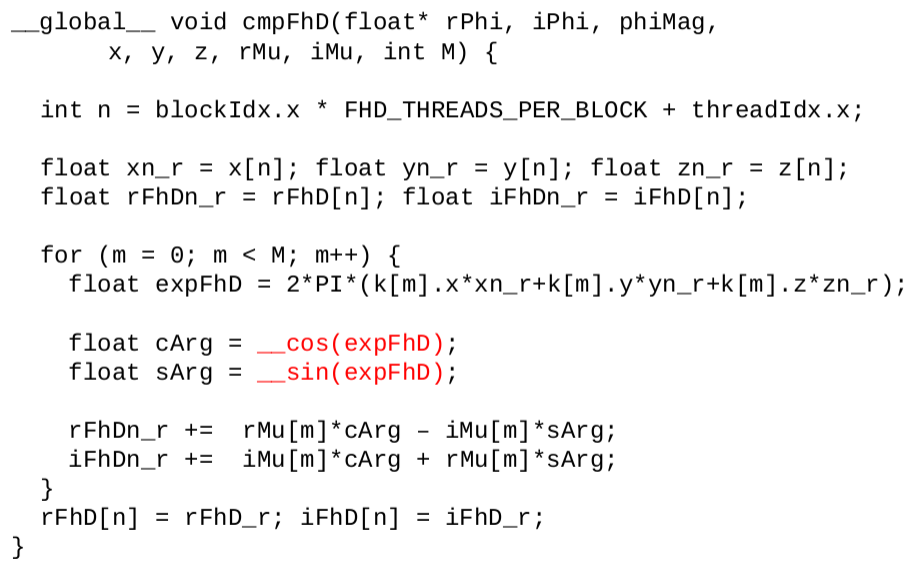 __global__ void cmpFhD(float* rPhi, iPhi, phiMag,
x, y, z, rMu, iMu, int M) {
int n = blockIdx.x * FHD_THREADS_PER_BLOCK + threadIdx.x;
float xn_r = x[n]; float yn_r = y[n]; float zn_r = z[n];
float rFhDn_r = rFhD[n]; float iFhDn_r = iFhD[n];
for (m = 0; m < M; m++) {
float expFhD = 2*PI*(k[m].x*xn_r+k[m].y*yn_r+k[m].z*zn_r);
float cArg = __cos(expFhD);
float sArg = __sin(expFhD);
rFhDn_r += rMu[m]*cArg – iMu[m]*sArg;
iFhDn_r += iMu[m]*cArg + rMu[m]*sArg;
}
rFhD[n] = rFhD_r; iFhD[n] = iFhD_r;
}